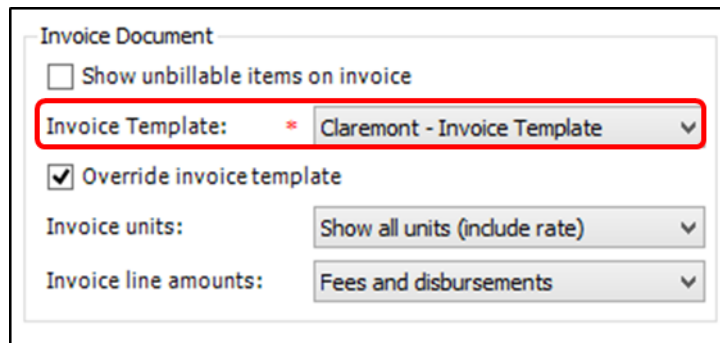 Invoice Document
Show unbillable items on invoice
Invoice Template: * Claremont - Invoice Template
Override invoice template
Invoice units: Show all units (include rate)
Invoice line amounts: Fees and disbursements